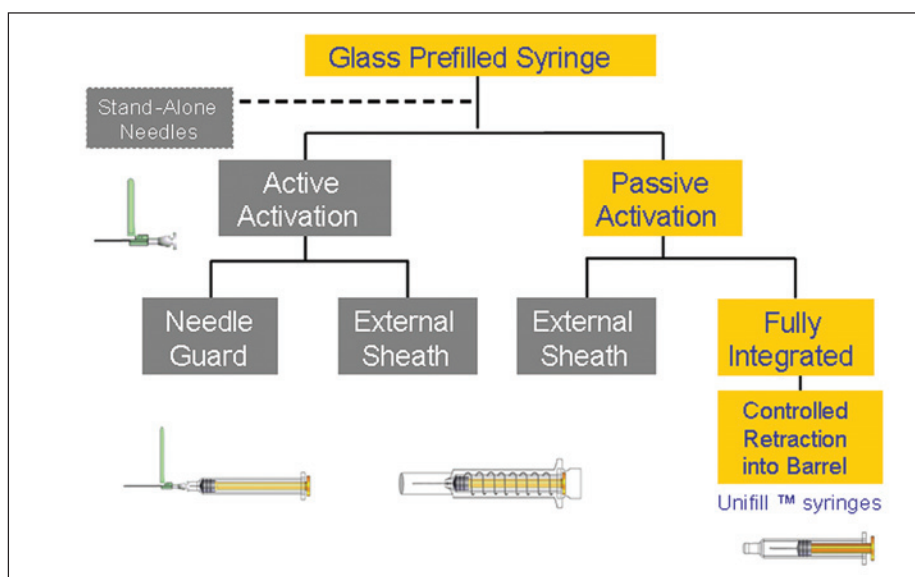 Glass Prefilled Syringe
Stand-Alone
Needles
Active
Activation
Passive
Activation
Needle
Guard
External
Sheath
External
Sheath
Fully
Integrated
Controlled
Retraction
into Barrel
Unifill ™ syringes